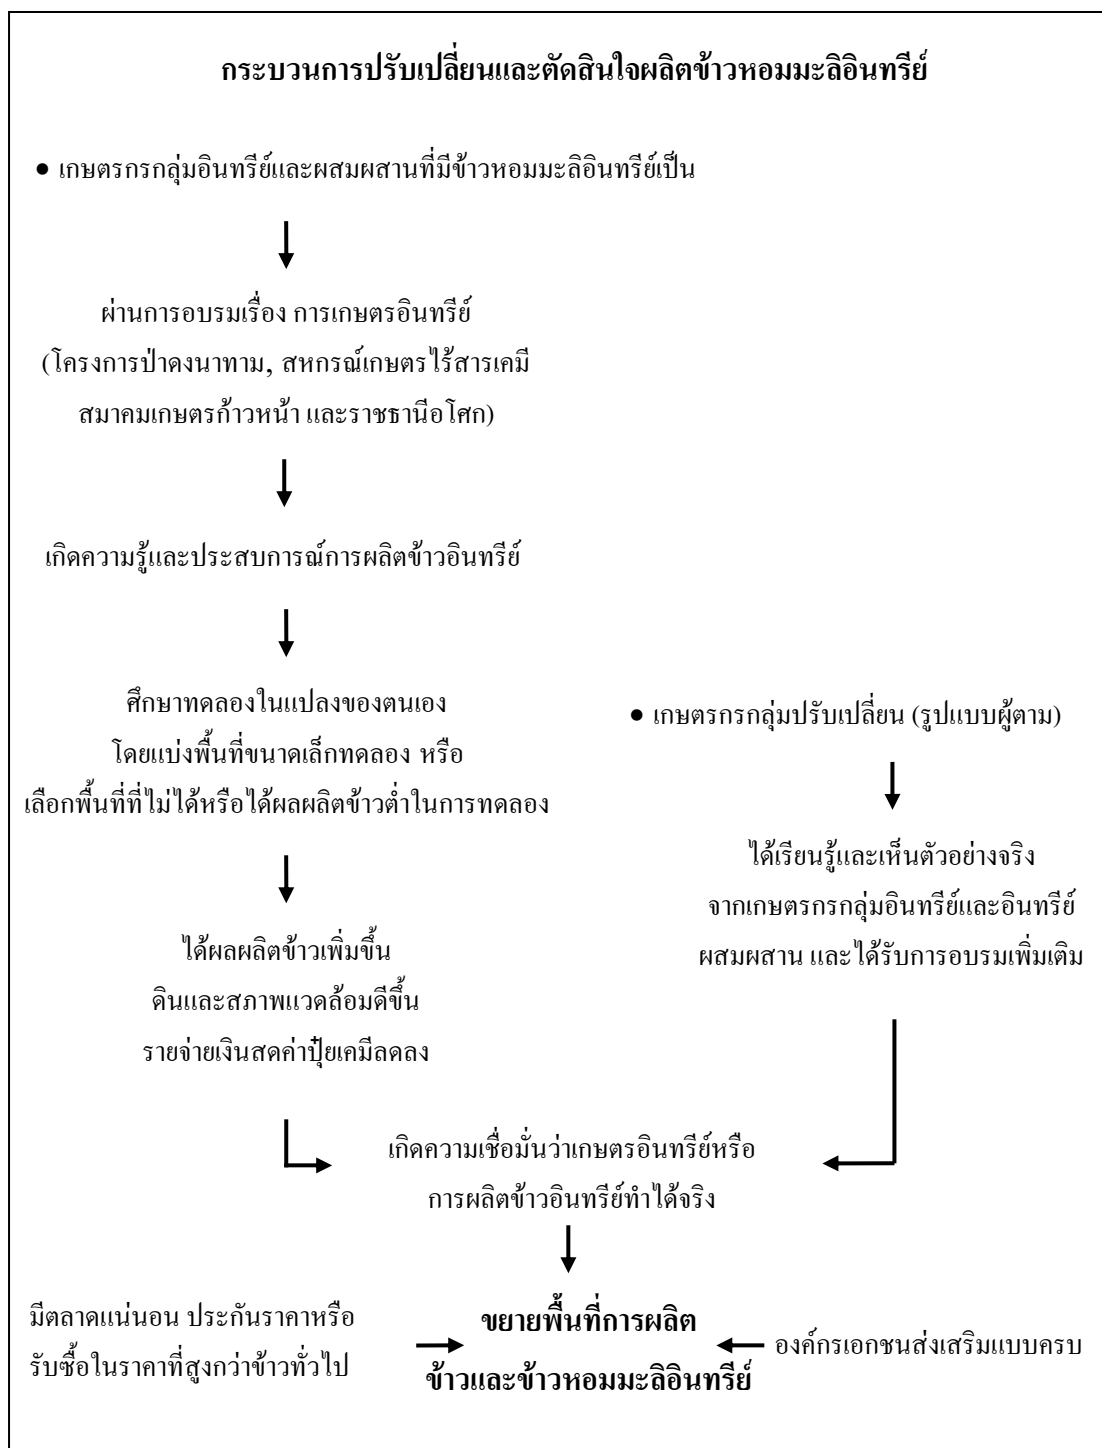 กระบวนการปรับเปลี่ยนและตัดสินใจผลิตข้าวหอมมะลิอินทรีย์
• เกษตรกรกลุ่มอินทรีย์และผสมผสานที่มีข้าวหอมมะลิอินทรีย์เป็น
ผ่านการอบรมเรื่อง การเกษตรอินทรีย์
(โครงการป่าดงนาทาม, สหกรณ์เกษตรไร้สารเคมี
สมาคมเกษตรก้าวหน้า และราชธานีอโศก)
เกิดความรู้และประสบการณ์การผลิตข้าวอินทรีย์
ศึกษาทดลองในแปลงของตนเอง
โดยแบ่งพื้นที่ขนาดเล็กทดลอง หรือ
เลือกพื้นที่ที่ไม่ได้หรือได้ผลผลิตข้าวต่ำในการทดลอง
ได้ผลผลิตข้าวเพิ่มขึ้น
ดินและสภาพแวดล้อมดีขึ้น
รายจ่ายเงินสดค่าปุ๋ยเคมีลดลง
• เกษตรกรกลุ่มปรับเปลี่ยน (รูปแบบผู้ตาม)
ได้เรียนรู้และเห็นตัวอย่างจริง
จากเกษตรกรกลุ่มอินทรีย์และอินทรีย์
ผสมผสาน และได้รับการอบรมเพิ่มเติม
เกิดความเชื่อมั่นว่าเกษตรอินทรีย์หรือ
การผลิตข้าวอินทรีย์ทำได้จริง
มีตลาดแน่นอน ประกันราคาหรือ
รับซื้อในราคาที่สูงกว่าข้าวทั่วไป
ขยายพื้นที่การผลิต
ข้าวและข้าวหอมมะลิอินทรีย์
องค์กรเอกชนส่งเสริมแบบครบ